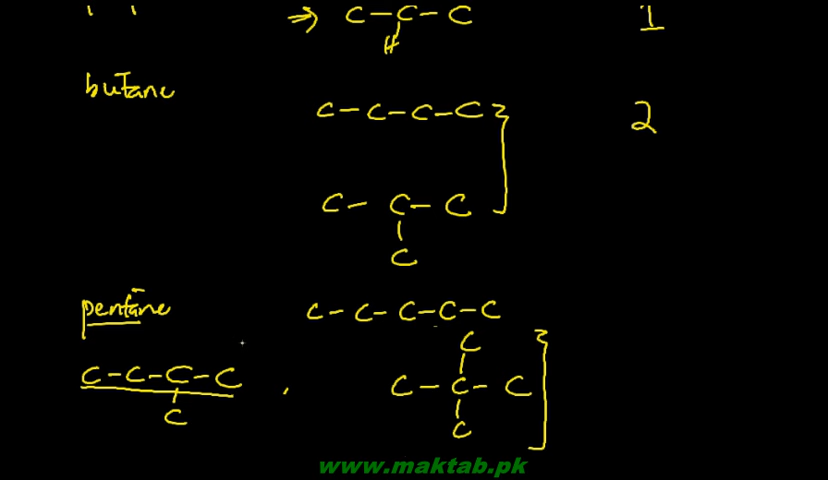 ⇒ C - C - C 1
H
butane
C - C - C - C 2
C - C - C
C
pentane C - C - C - C - C
C
C - C - C - C , C - C - C
C C
www.maktab.pk